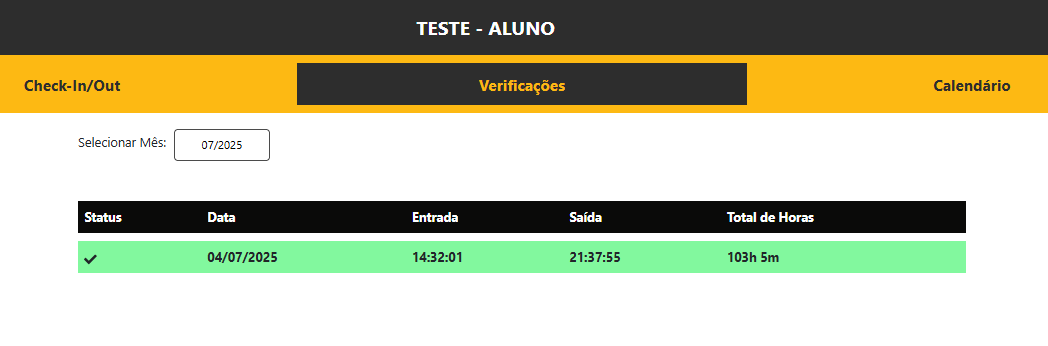 TESTE - ALUNO
Check-In/Out Verificações Calendário
Selecionar Mês: 07/2025
Status Data Entrada Saída Total de Horas
04/07/2025 14:32:01 21:37:55 103h 5m